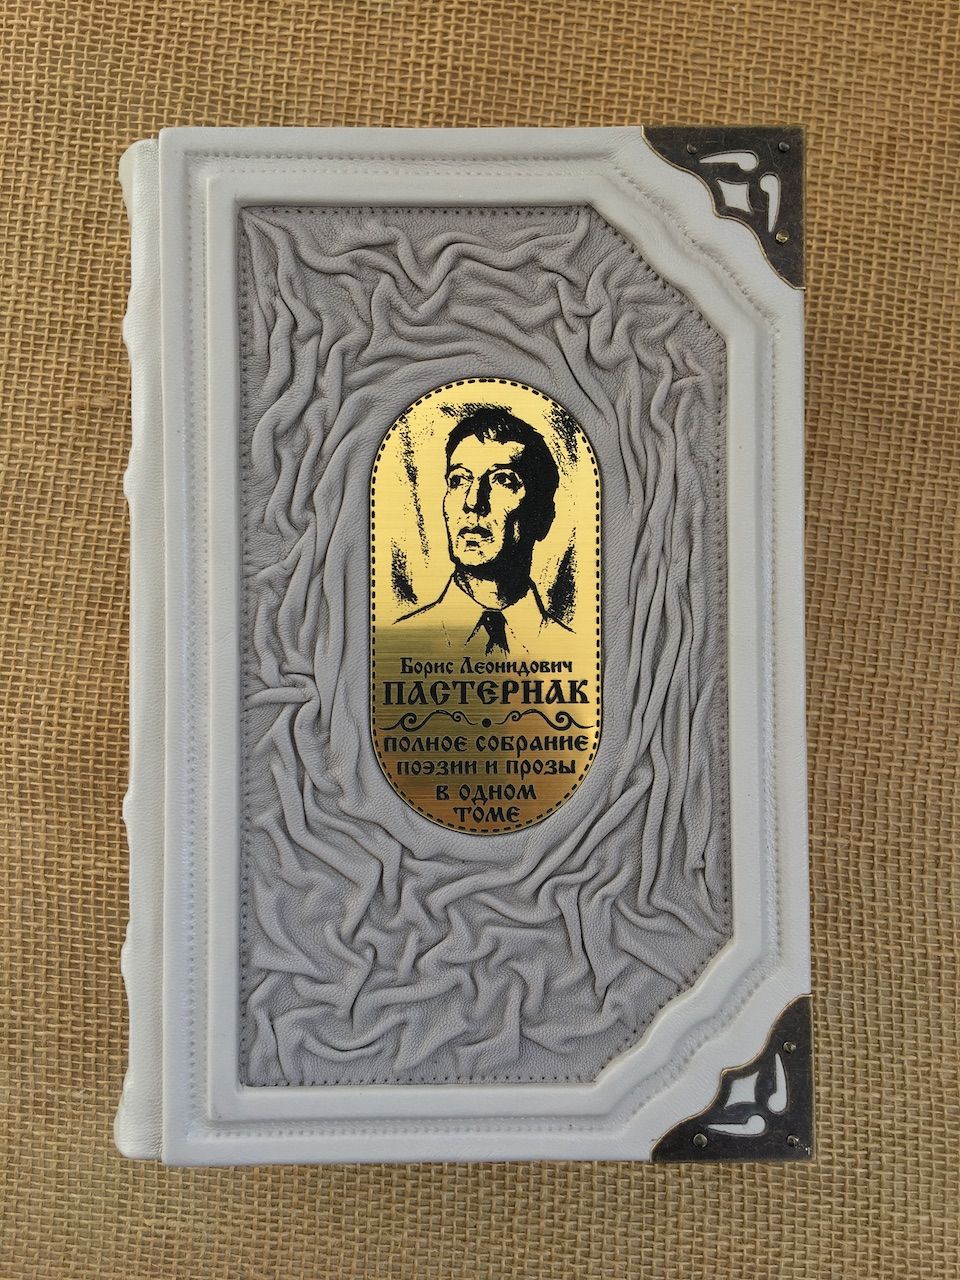 Борис Леонидович
ПАСТЕРНАК
ПОЛНОЕ СОБРАНИЕ
ПОЭЗИИ И ПРОЗЫ
В ОДНОМ
ТОМЕ